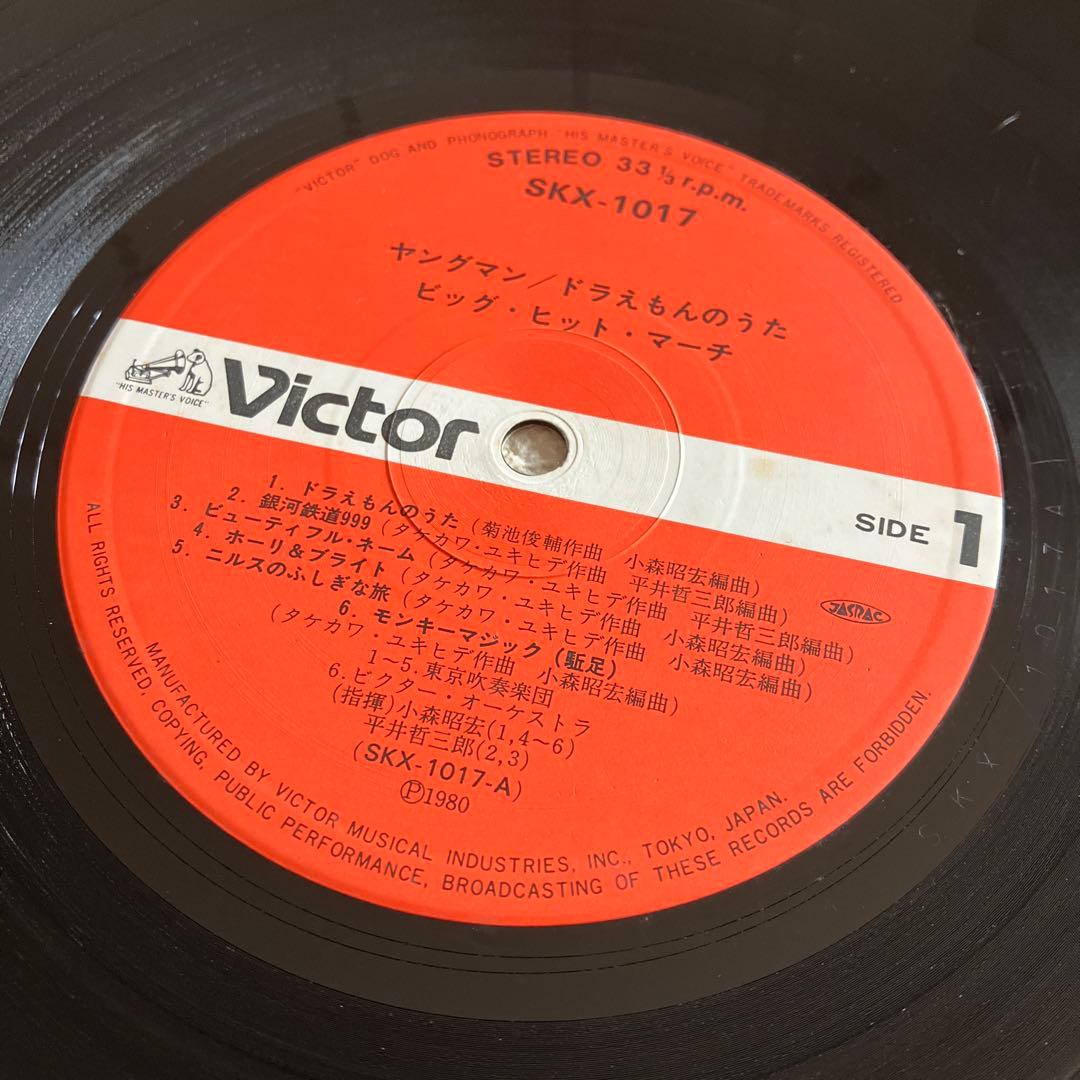 "VICTOR" DOG AND PHONOGRAPH "HIS MASTER'S VOICE" TRADEMARKS REGISTERED
STEREO 33 1/3 r.p.m.
SKX-1017
ヤングマン/ドラえもんのうた
ビッグ・ヒット・マーチ
"HIS MASTER'S VOICE"
Victor
SIDE 1
1. ドラえもんのうた (菊池俊輔作曲 小森昭宏編曲)
2. 銀河鉄道999 (タケカワ・ユキヒデ作曲 平井哲三郎編曲)
3. ビューティフル・ネーム (タケカワ・ユキヒデ作曲 平井哲三郎編曲)
4. ホーリ&ブライト (タケカワ・ユキヒデ作曲 小森昭宏編曲)
5. ニルスのふしぎな旅 (タケカワ・ユキヒデ作曲 小森昭宏編曲)
6. モンキーマジック (駈足)
(タケカワ・ユキヒデ作曲 小森昭宏編曲)
1~5. 東京吹奏楽団
6. ビクター・オーケストラ
(指揮)小森昭宏(1,4~6)
平井哲三郎(2,3)
(SKX-1017-A)
Ⓟ1980
JASRAC
ALL RIGHTS RESERVED. COPYING, PUBLIC PERFORMANCE, BROADCASTING OF THESE RECORDS ARE FORBIDDEN.
MANUFACTURED BY VICTOR MUSICAL INDUSTRIES, INC., TOKYO, JAPAN.